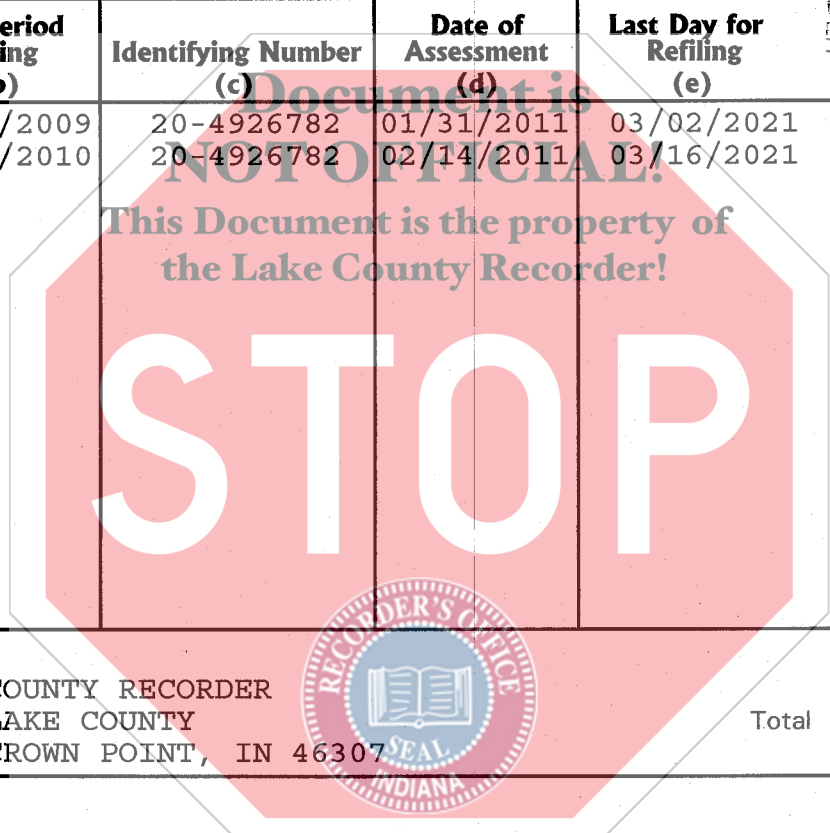 eriod Date of Last Day for
ing Identifying Number Assessment Refiling
) (c) (d) (e)
Document is
/2009 20-4926782 01/31/2011 03/02/2021
/2010 20-4926782 02/14/2011 03/16/2021
NOT OFFICIAL!
This Document is the property of
the Lake County Recorder!
STOP
RECORDER'S OFFICE
SEAL
INDIANA
OUNTY RECORDER
AKE COUNTY Total
ROWN POINT, IN 46307